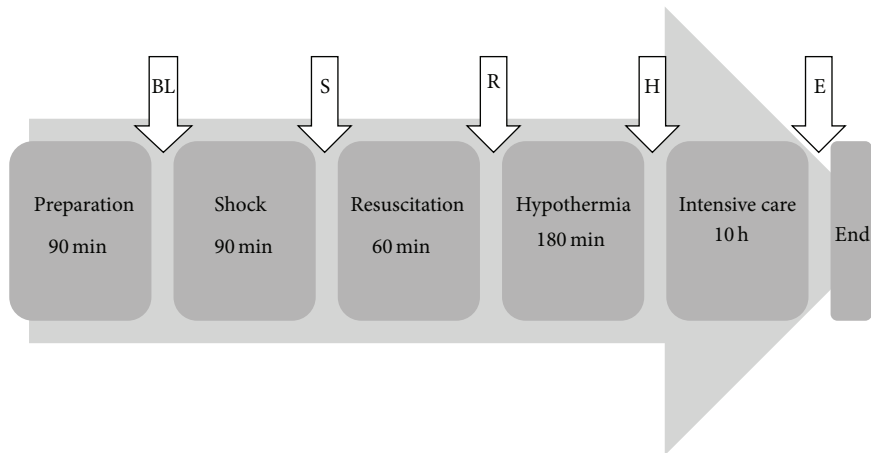 BL
S
R
H
E
Preparation
90 min
Shock
90 min
Resuscitation
60 min
Hypothermia
180 min
Intensive care
10 h
End